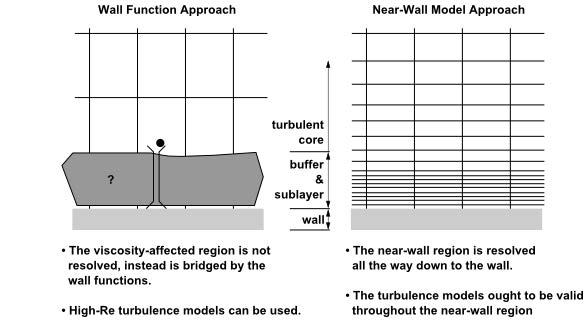 Wall Function Approach
Near-Wall Model Approach
turbulent
core
buffer
&
sublayer
wall
?
• The viscosity-affected region is not
resolved, instead is bridged by the
wall functions.
• High-Re turbulence models can be used.
• The near-wall region is resolved
all the way down to the wall.
• The turbulence models ought to be valid
throughout the near-wall region